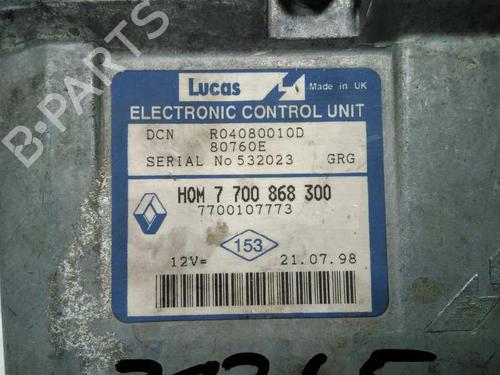 Lucas Made in UK
ELECTRONIC CONTROL UNIT
DCN R04080010D
80760E
SERIAL No 532023 GRG
HOM 7 700 868 300
7700107773
153
12V= 21.07.98